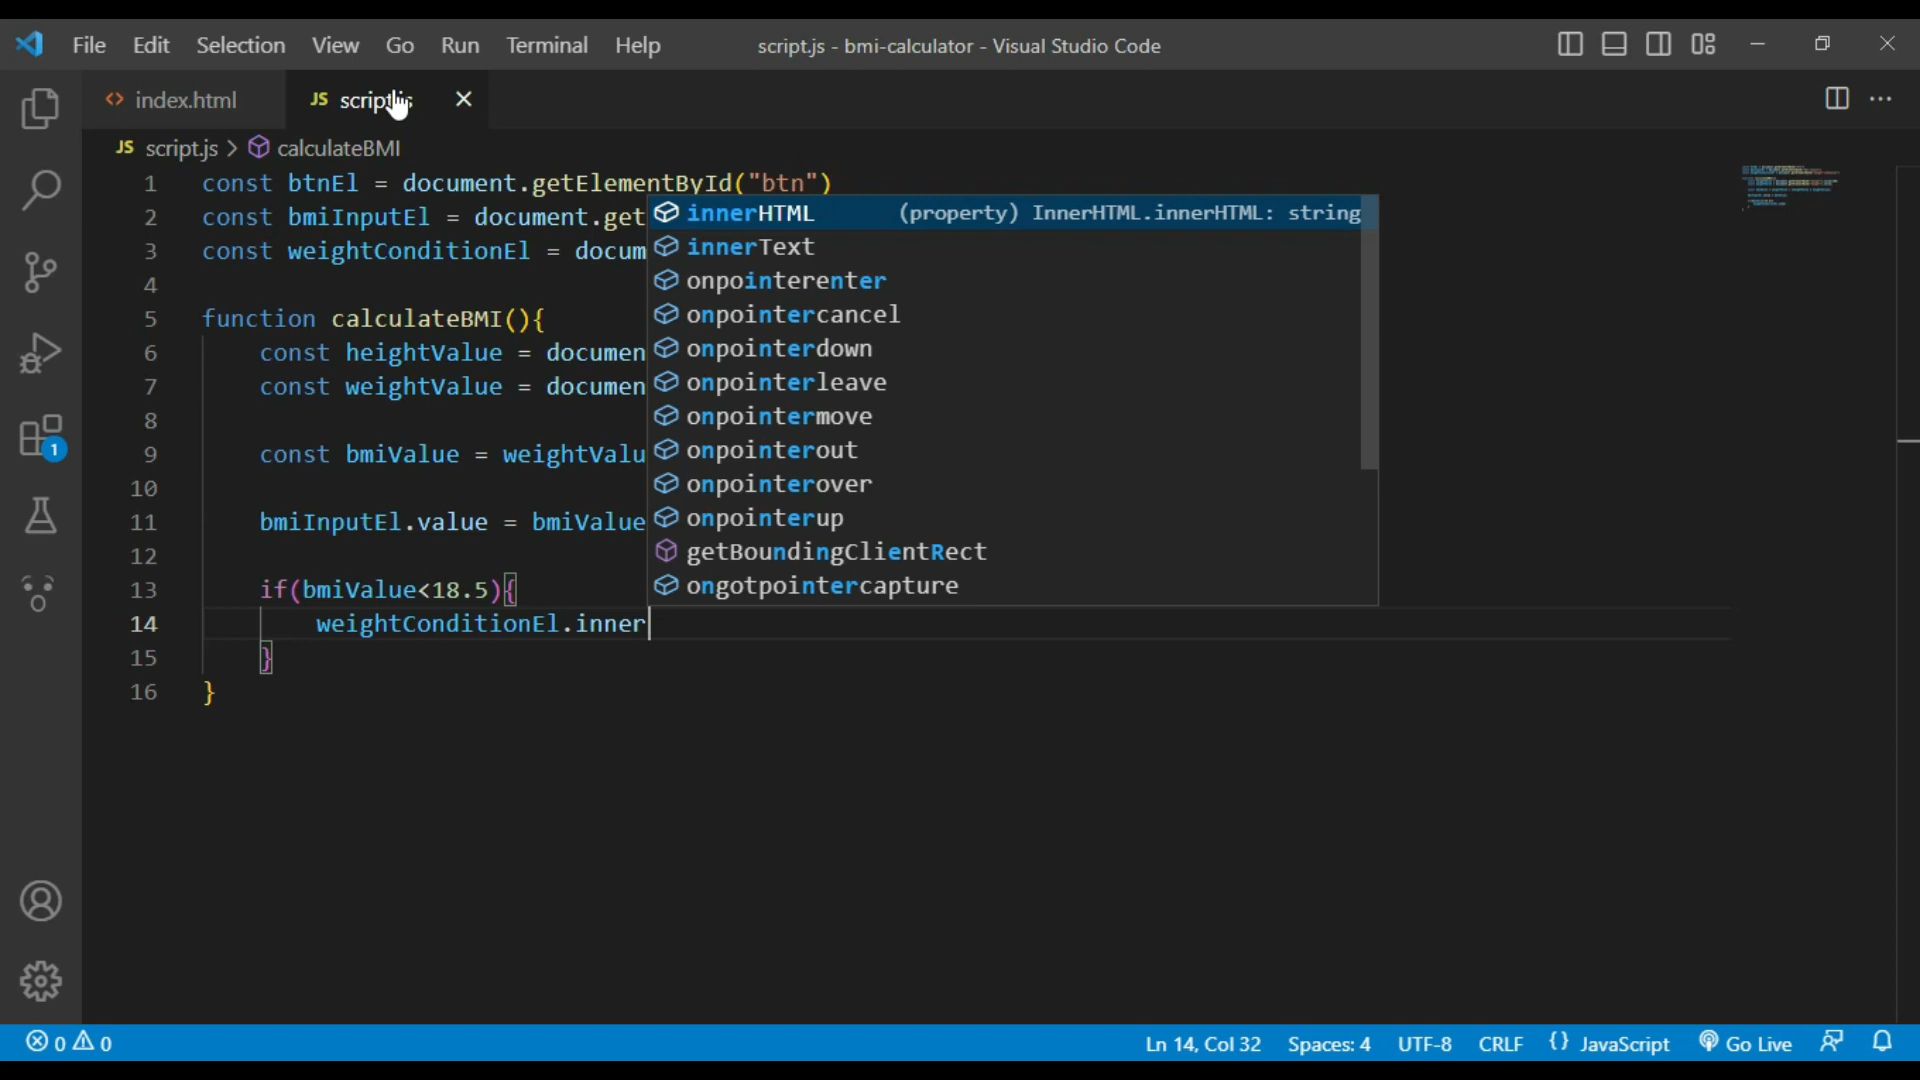 File Edit Selection View Go Run Terminal Help script.js - bmi-calculator - Visual Studio Code
index.html JS script.js
JS script.js > calculateBMI
1 const btnEl = document.getElementById("btn")
2 const bmiInputEl = document.get
3 const weightConditionEl = docum
4
5 function calculateBMI(){
6 const heightValue = documen
7 const weightValue = documen
8
9 const bmiValue = weightValu
10
11 bmiInputEl.value = bmiValue
12
13 if(bmiValue<18.5){
14 weightConditionEl.inner
15 }
16 }
innerHTML (property) InnerHTML.innerHTML: string
innerText
onpointerenter
onpointercancel
onpointerdown
onpointerleave
onpointermove
onpointerout
onpointerover
onpointerup
getBoundingClientRect
ongotpointercapture
1
0 0 Ln 14, Col 32 Spaces: 4 UTF-8 CRLF {} JavaScript Go Live